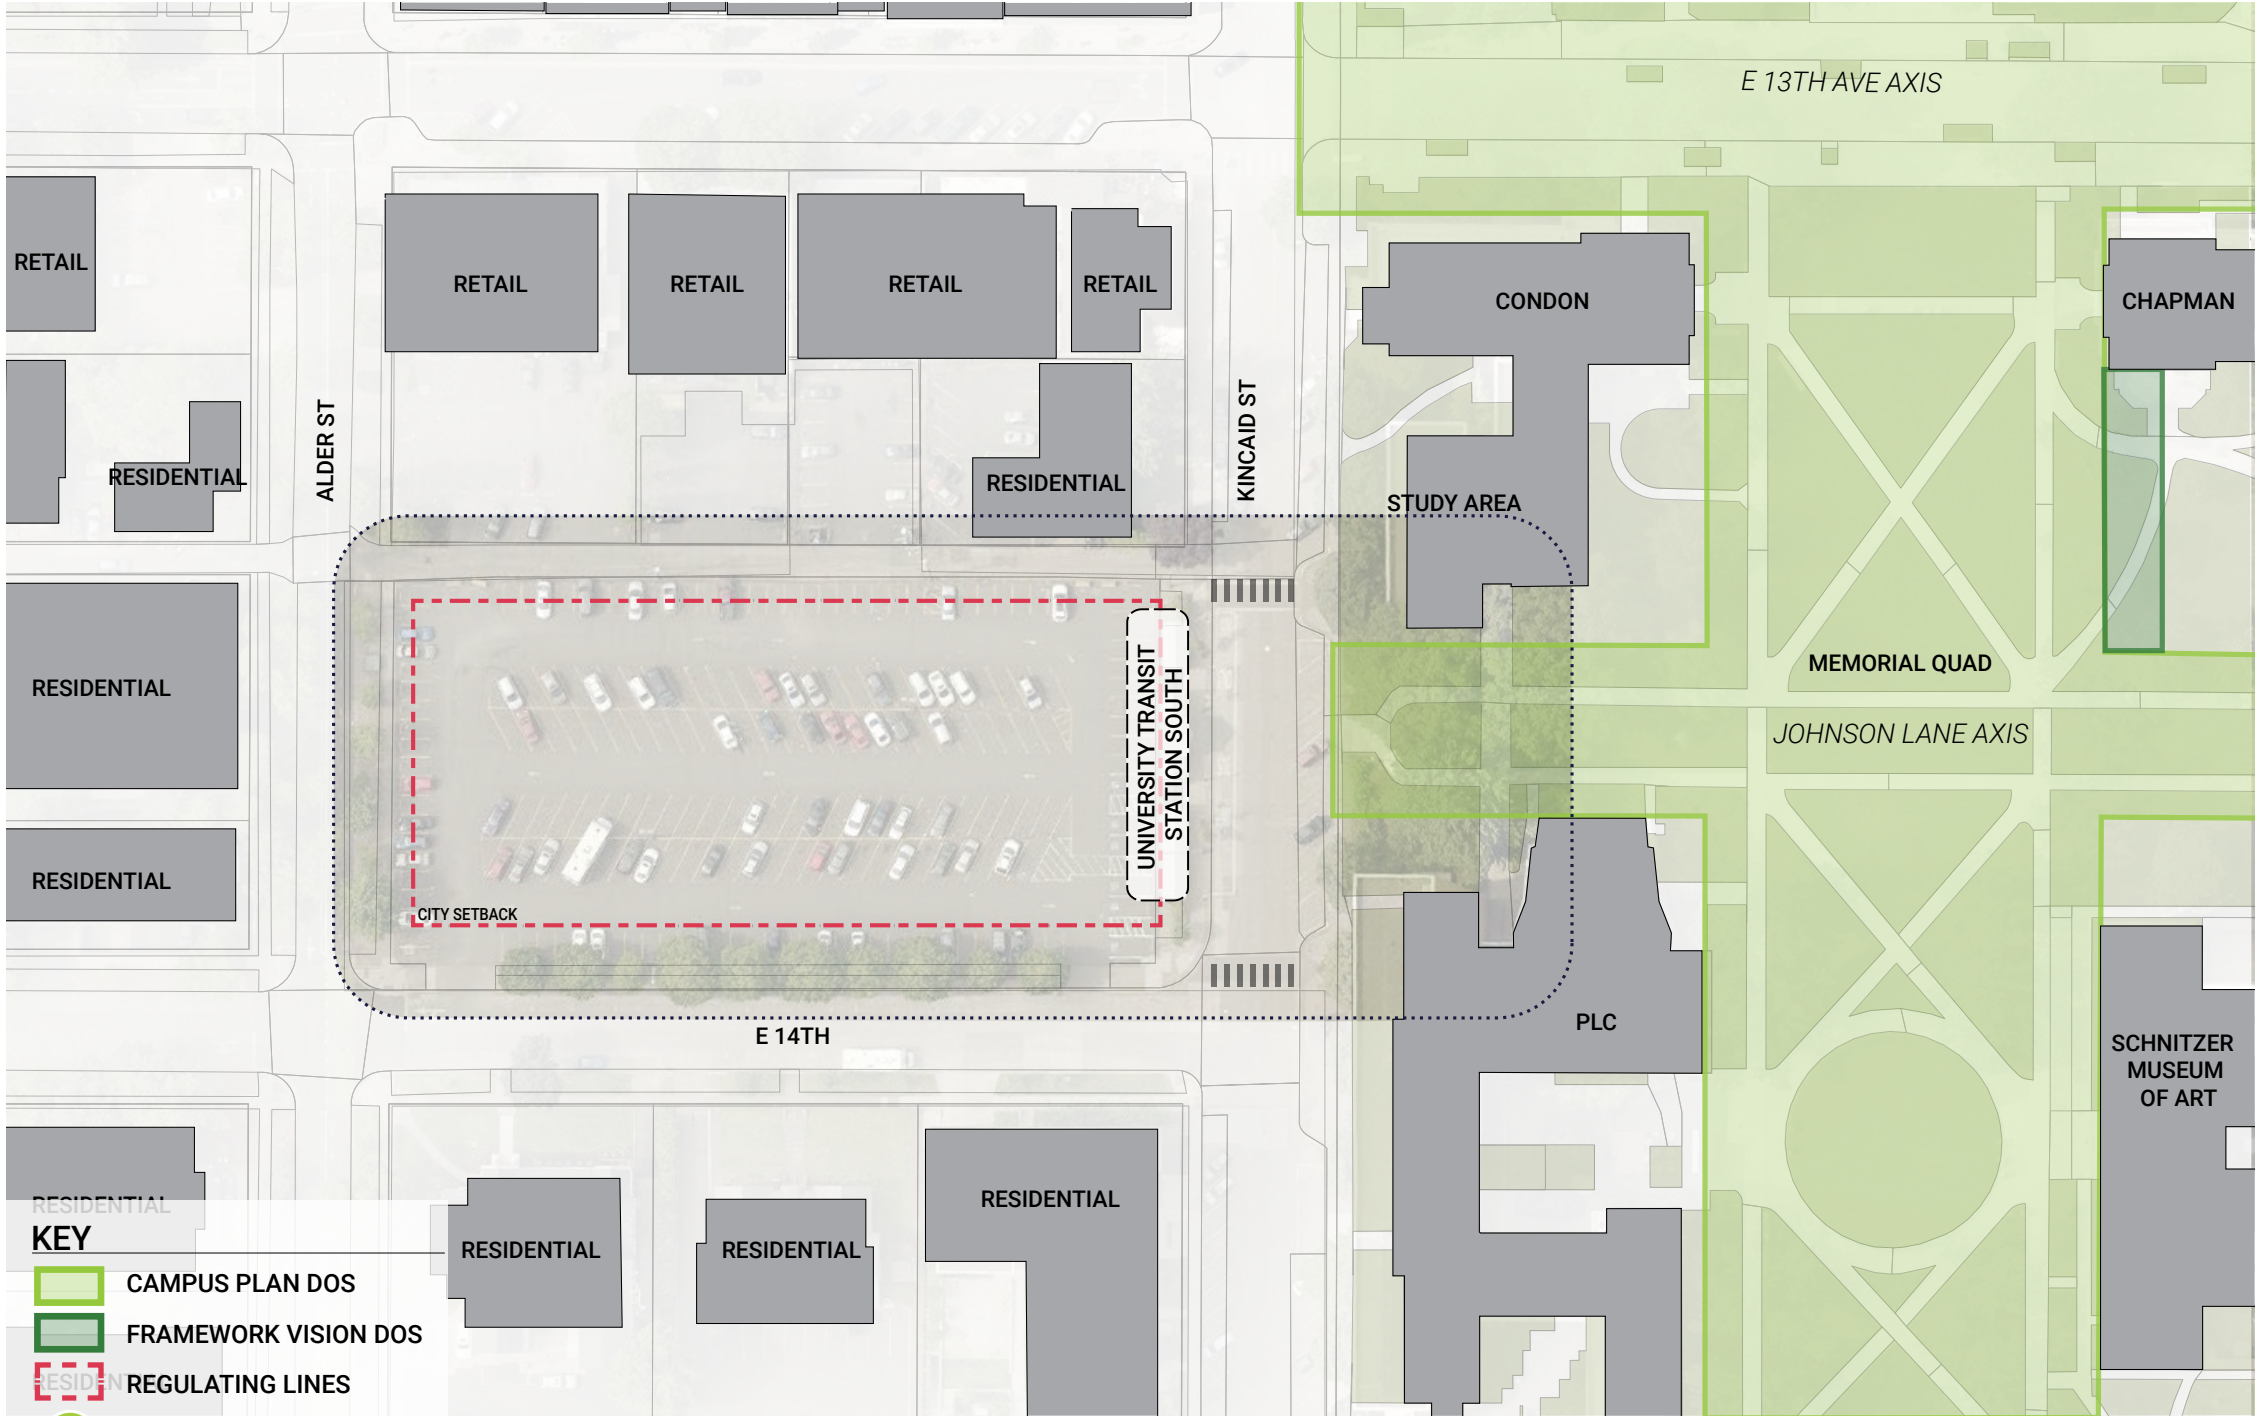 E 13TH AVE AXIS
RETAIL
RETAIL
RETAIL
RETAIL
RETAIL
CONDON
CHAPMAN
ALDER ST
KINCAID ST
RESIDENTIAL
RESIDENTIAL
STUDY AREA
RESIDENTIAL
UNIVERSITY TRANSIT
STATION SOUTH
MEMORIAL QUAD
JOHNSON LANE AXIS
RESIDENTIAL
CITY SETBACK
E 14TH
PLC
SCHNITZER
MUSEUM
OF ART
RESIDENTIAL
RESIDENTIAL
RESIDENTIAL
RESIDENTIAL
KEY
CAMPUS PLAN DOS
FRAMEWORK VISION DOS
RESIDENTIAL
REGULATING LINES